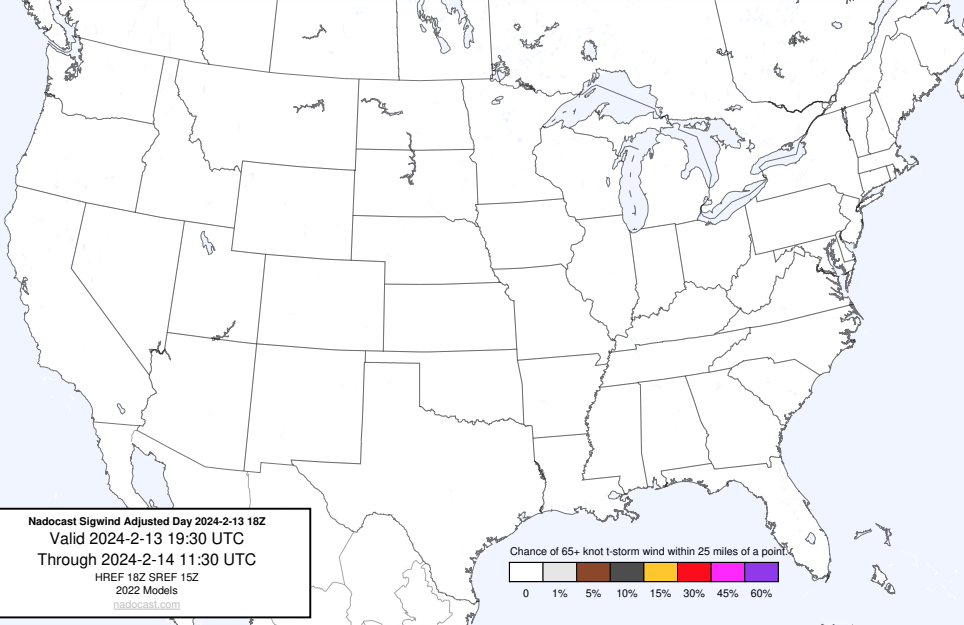 Nadocast Sigwind Adjusted Day 2024-2-13 18Z
Valid 2024-2-13 19:30 UTC
Through 2024-2-14 11:30 UTC
HREF 18Z SREF 15Z
2022 Models
nadocast.com
Chance of 65+ knot t-storm wind within 25 miles of a point.
0 1% 5% 10% 15% 30% 45% 60%